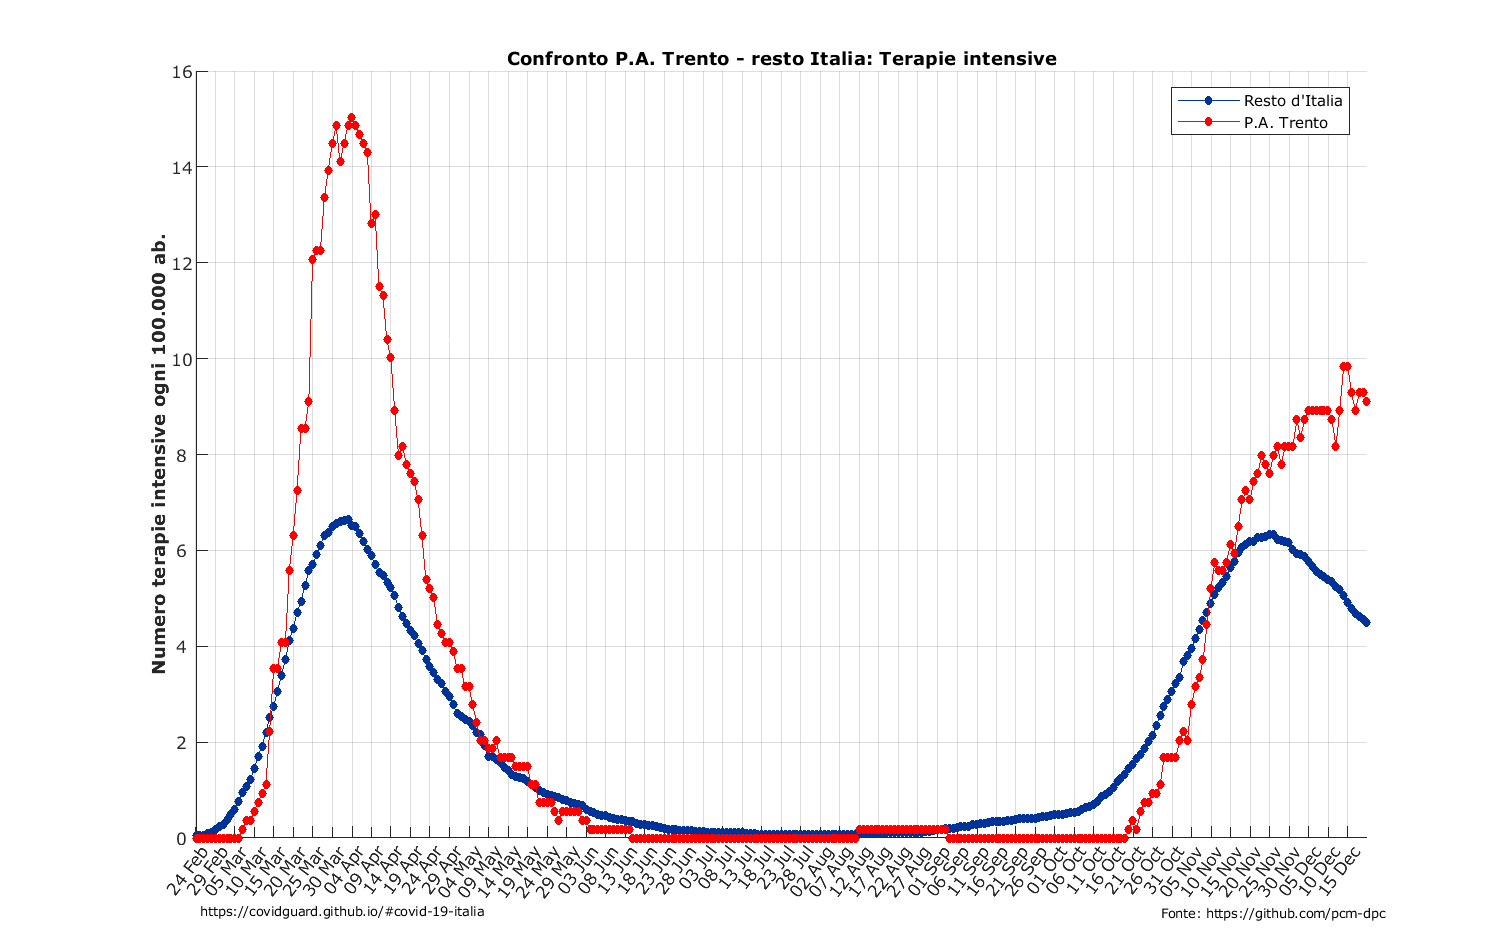 Confronto P.A. Trento - resto Italia: Terapie intensive
Numero terapie intensive ogni 100.000 ab.
16
14
12
10
8
6
4
2
0
Resto d'Italia
P.A. Trento
24 Feb
29 Feb
05 Mar
10 Mar
15 Mar
20 Mar
25 Mar
30 Mar
04 Apr
09 Apr
14 Apr
19 Apr
24 Apr
29 Apr
04 May
09 May
14 May
19 May
24 May
29 May
03 Jun
08 Jun
13 Jun
18 Jun
23 Jun
28 Jun
03 Jul
08 Jul
13 Jul
18 Jul
23 Jul
28 Jul
02 Aug
07 Aug
12 Aug
17 Aug
22 Aug
27 Aug
01 Sep
06 Sep
11 Sep
16 Sep
21 Sep
26 Sep
01 Oct
06 Oct
11 Oct
16 Oct
21 Oct
26 Oct
31 Oct
05 Nov
10 Nov
15 Nov
20 Nov
25 Nov
30 Nov
05 Dec
10 Dec
15 Dec
https://covidguard.github.io/#covid-19-italia
Fonte: https://github.com/pcm-dpc